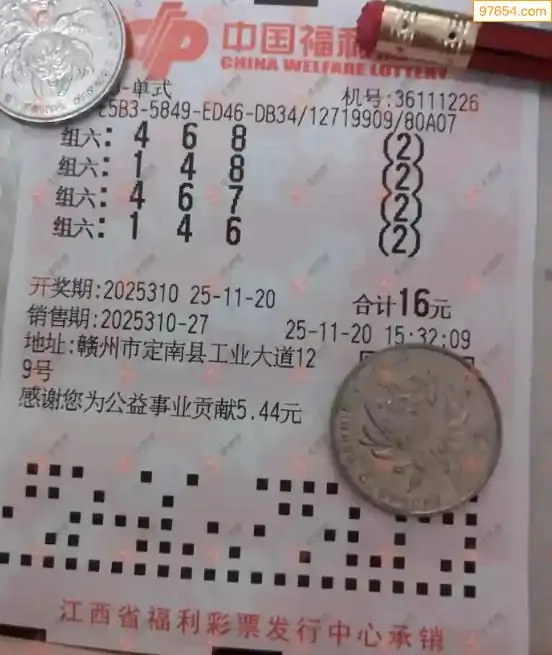 97654.com
中国福利
CHINA WELFARE LOTTERY
-单式
机号:36111226
E5B3-5849-ED46-DB34/12719909/80A07
组六: 4 6 8 (2)
组六: 1 4 8 (2)
组六: 4 6 7 (2)
组六: 1 4 6 (2)
开奖期:2025310 25-11-20 合计16元
销售期:2025310-27 25-11-20 15:32:09
地址:赣州市定南县工业大道12
9号
感谢您为公益事业贡献5.44元
江西省福利彩票发行中心承销